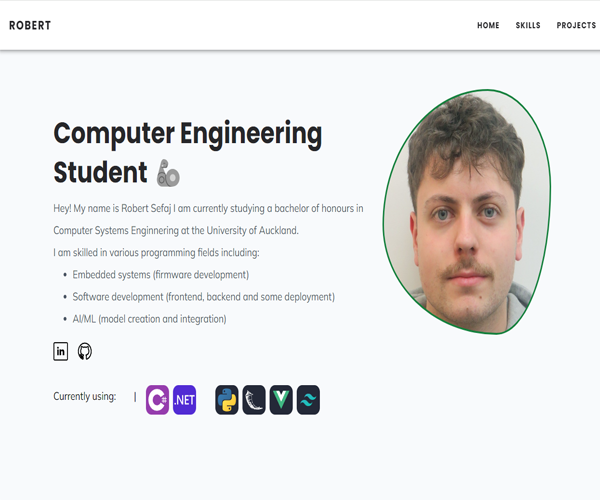 ROBERT
HOME SKILLS PROJECTS
Computer Engineering
Student
Hey! My name is Robert Sefaj I am currently studying a bachelor of honours in
Computer Systems Enginnering at the University of Auckland.
I am skilled in various programming fields including:
• Embedded systems (firmware development)
• Software development (frontend, backend and some deployment)
• AI/ML (model creation and integration)
in
Currently using: | C# .NET